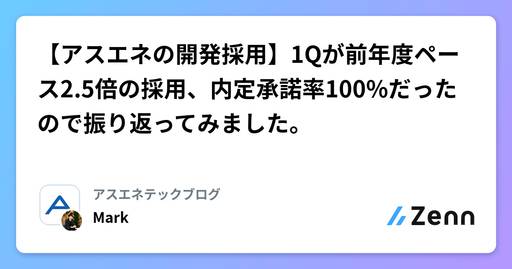 【アスエネの開発採用】1Qが前年度ペー
ス2.5倍の採用、内定承諾率100%だった
ので振り返ってみました。
アスエネテックブログ
Mark
Zenn